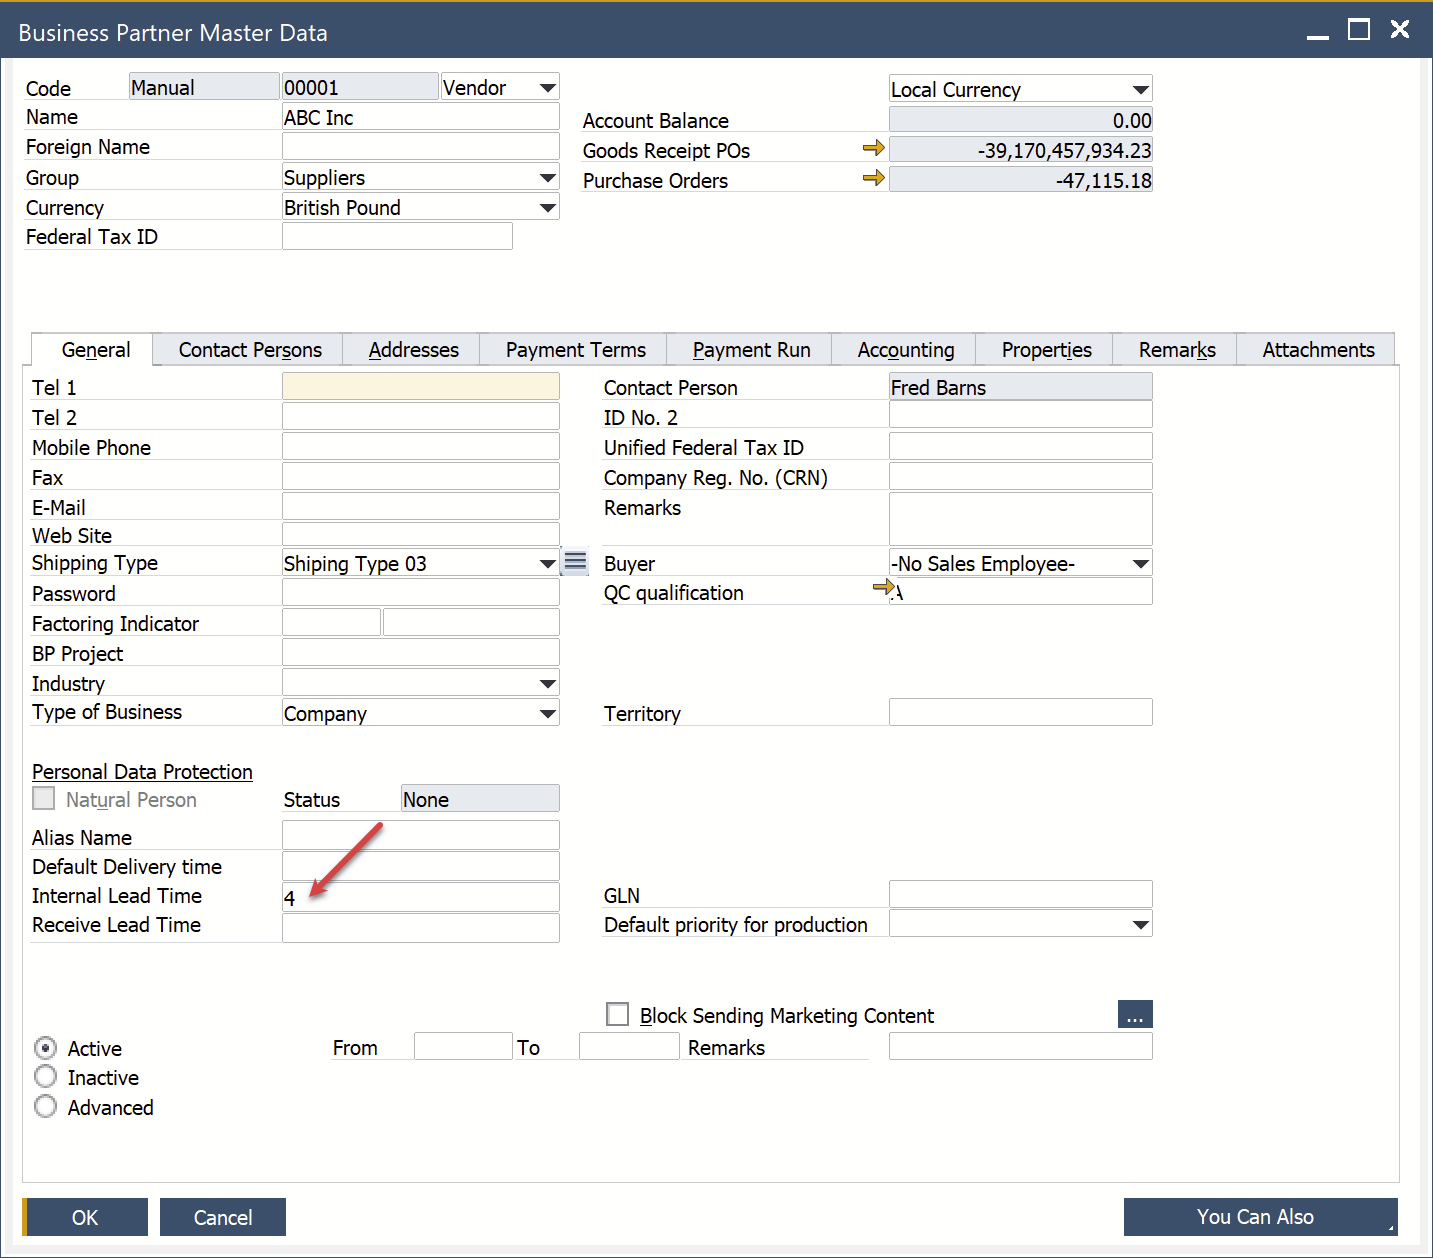 Business Partner Master Data
Code Manual 00001 Vendor
Name ABC Inc
Foreign Name
Group Suppliers
Currency British Pound
Federal Tax ID
Local Currency
Account Balance 0.00
Goods Receipt POs -39,170,457,934.23
Purchase Orders -47,115.18
General Contact Persons Addresses Payment Terms Payment Run Accounting Properties Remarks Attachments
Tel 1
Tel 2
Mobile Phone
Fax
E-Mail
Web Site
Shipping Type Shiping Type 03
Password
Factoring Indicator
BP Project
Industry
Type of Business Company
Contact Person Fred Barns
ID No. 2
Unified Federal Tax ID
Company Reg. No. (CRN)
Remarks
Buyer -No Sales Employee-
QC qualification A
Territory
Personal Data Protection
Natural Person Status None
Alias Name
Default Delivery time
Internal Lead Time 4
Receive Lead Time
GLN
Default priority for production
Block Sending Marketing Content ...
Active From To Remarks
Inactive
Advanced
OK Cancel You Can Also